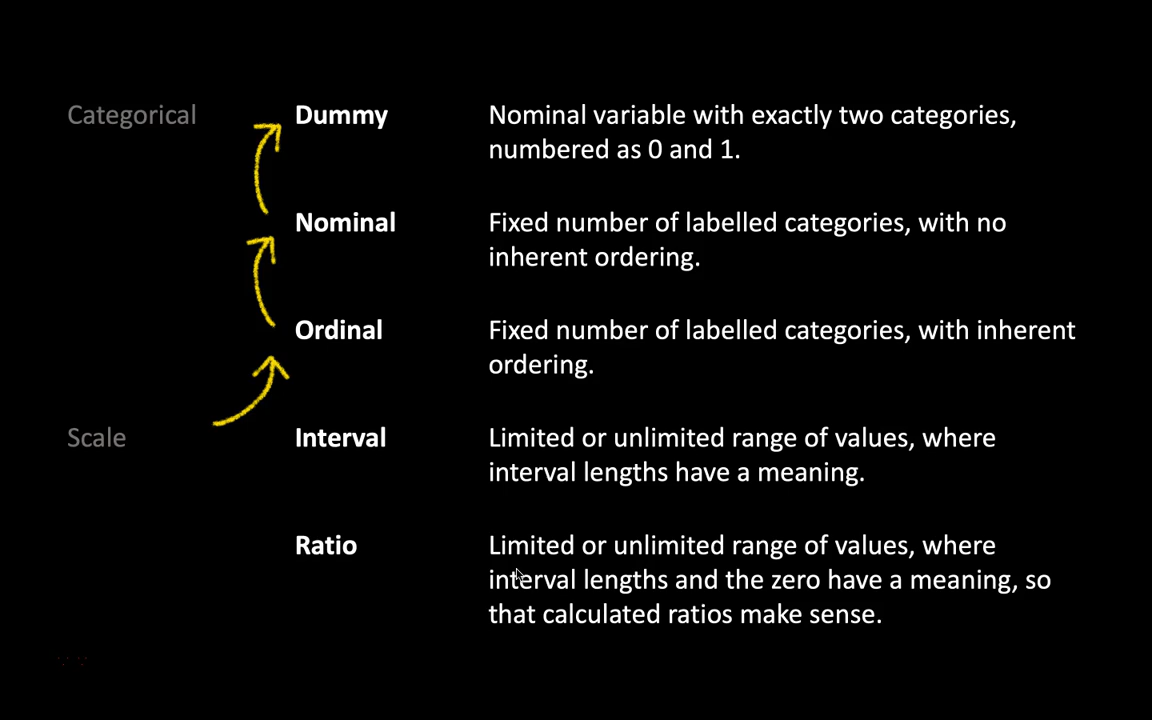 Categorical Dummy Nominal variable with exactly two categories,
numbered as 0 and 1.
Nominal Fixed number of labelled categories, with no
inherent ordering.
Ordinal Fixed number of labelled categories, with inherent
ordering.
Scale Interval Limited or unlimited range of values, where
interval lengths have a meaning.
Ratio Limited or unlimited range of values, where
interval lengths and the zero have a meaning, so
that calculated ratios make sense.